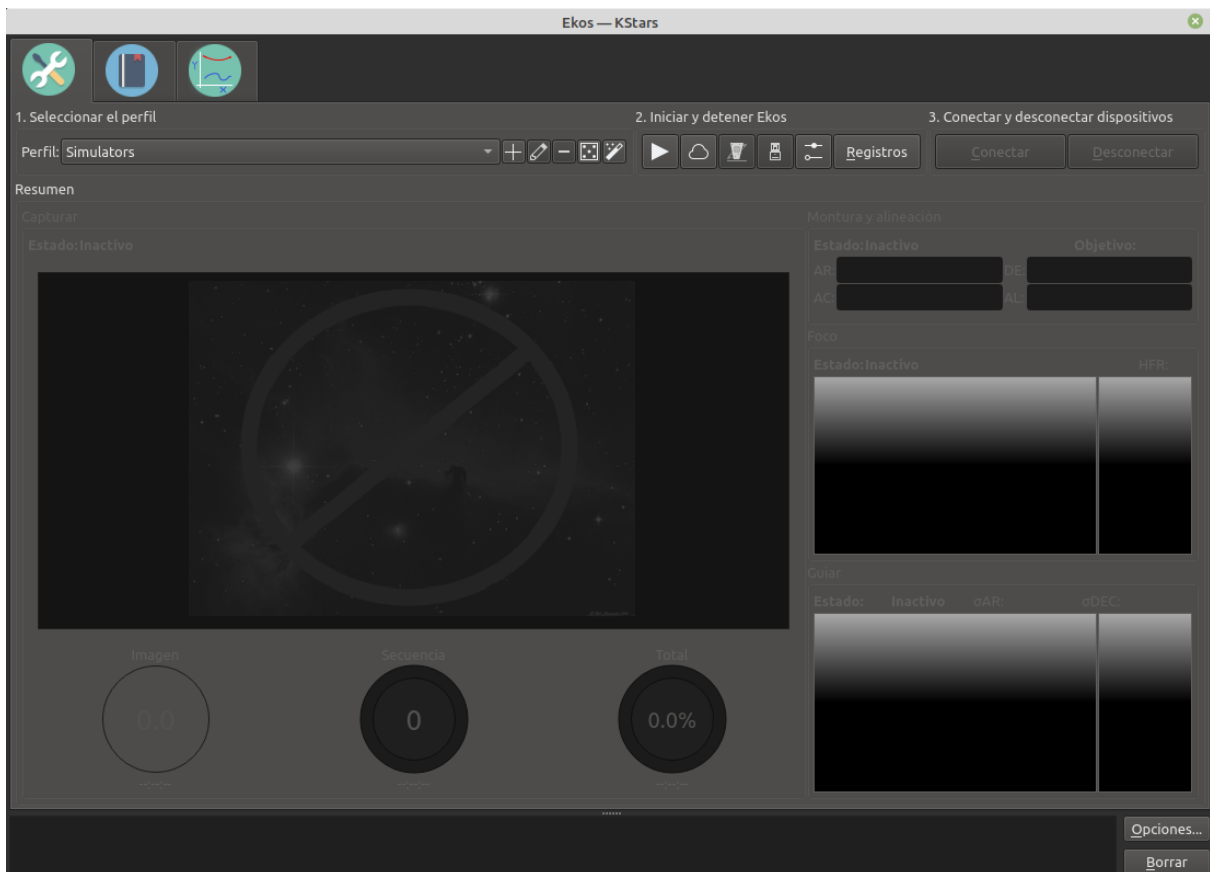 Ekos — KStars
1. Seleccionar el perfil
2. Iniciar y detener Ekos
3. Conectar y desconectar dispositivos
Perfil: Simulators
Registros
Conectar
Desconectar
Resumen
Capturar
Estado: Inactivo
Montura y alineación
Estado: Inactivo
Objetivo:
AR:
DE:
AC:
AL:
Foco
Estado: Inactivo
HFR:
Guiar
Estado: Inactivo
σAR:
σDEC:
Imagen
Secuencia
Total
0.0
0
0.0%
--:--:--
--:--:--
--:--:--
Opciones...
Borrar